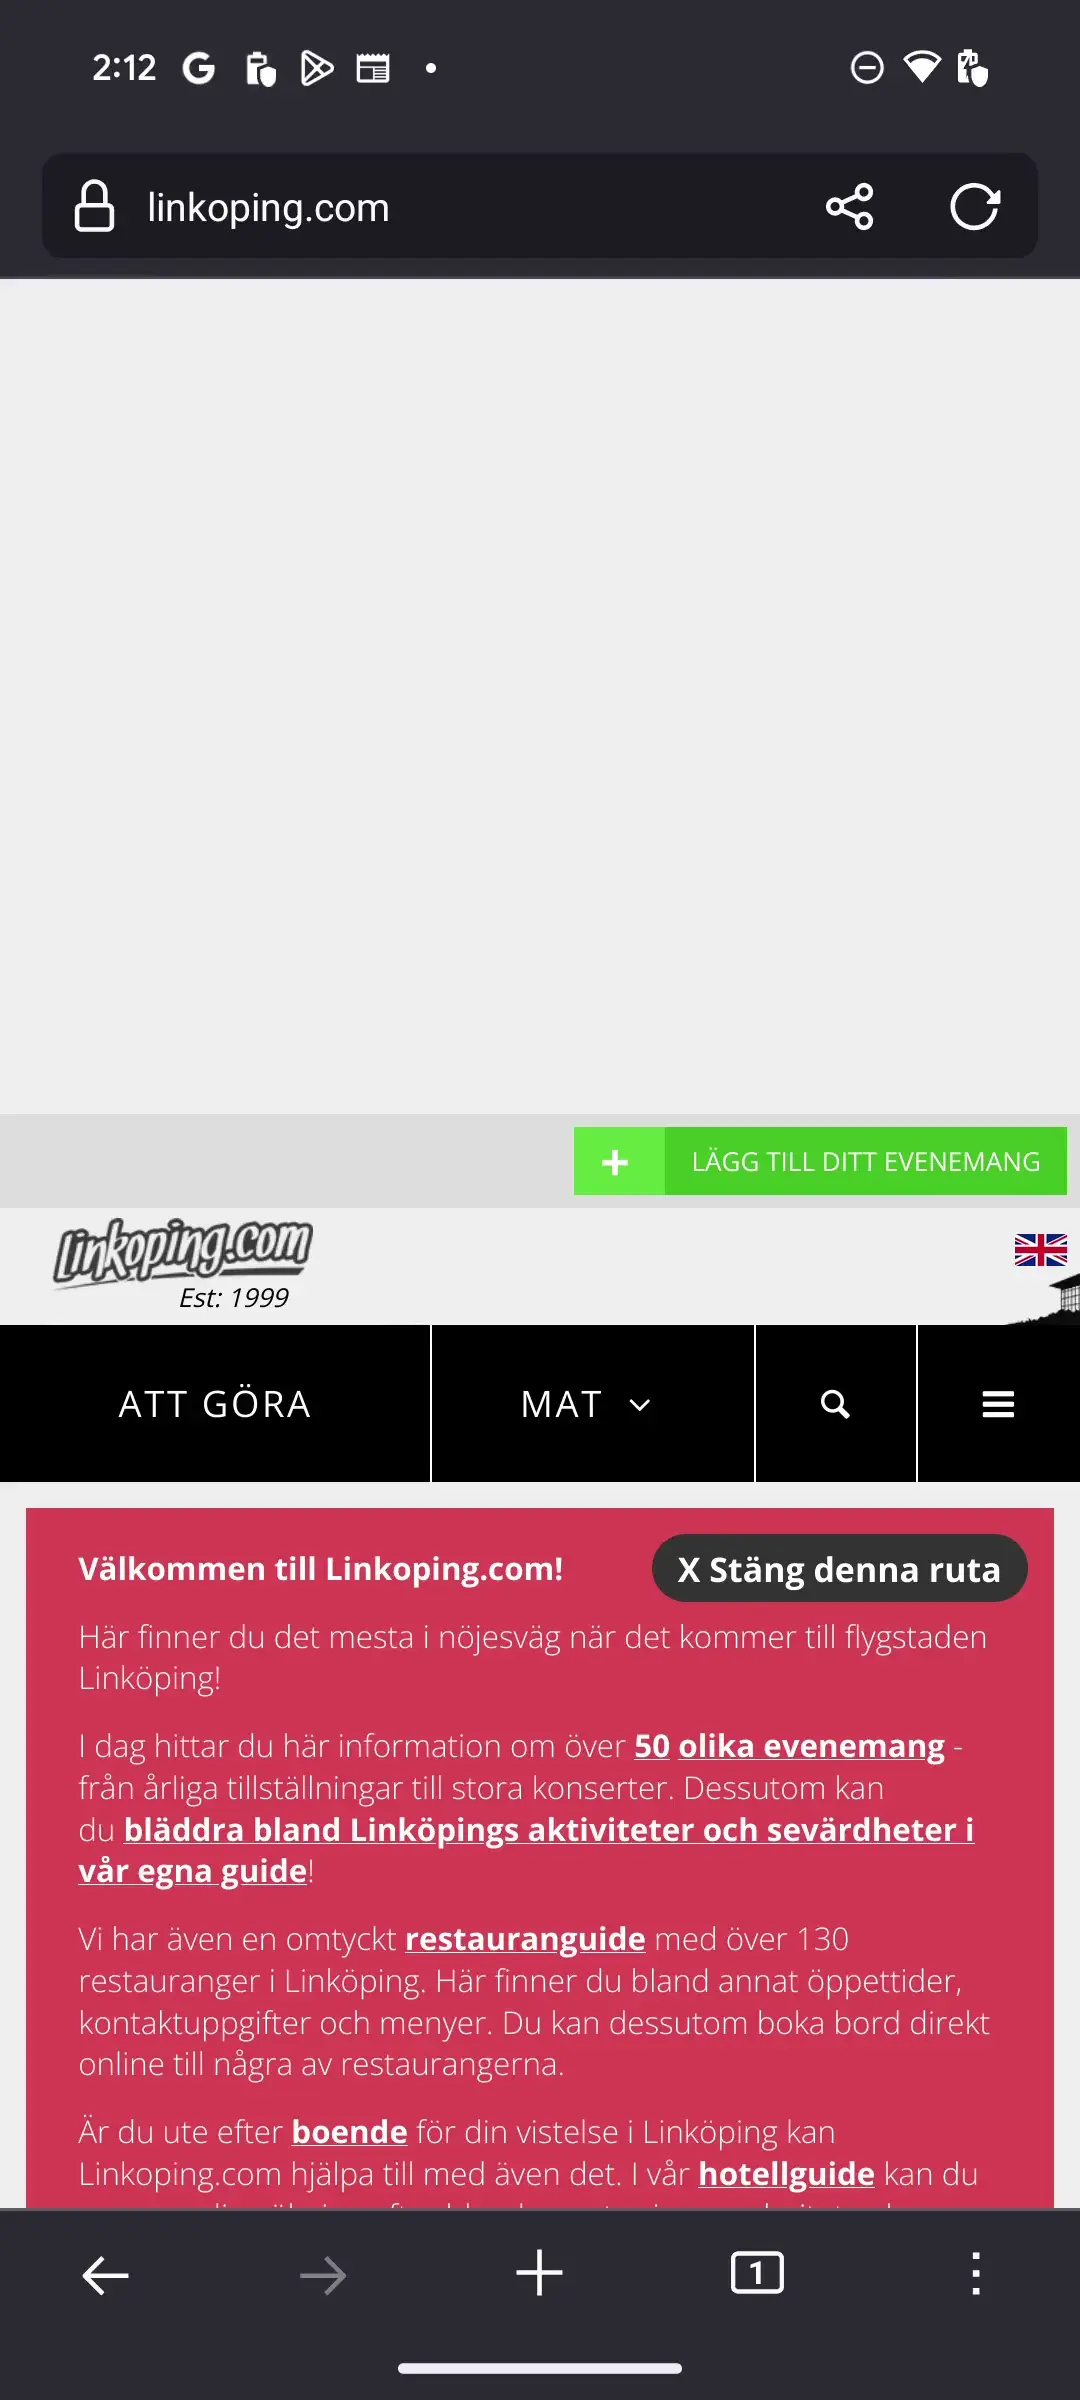 2:12
linkoping.com
LÄGG TILL DITT EVENEMANG
linkoping.com
Est: 1999
ATT GÖRA
MAT
Välkommen till Linkoping.com!
X Stäng denna ruta
Här finner du det mesta i nöjesväg när det kommer till flygstaden
Linköping!
I dag hittar du här information om över 50 olika evenemang -
från årliga tillställningar till stora konserter. Dessutom kan
du bläddra bland Linköpings aktiviteter och sevärdheter i
vår egna guide!
Vi har även en omtyckt restauranguide med över 130
restauranger i Linköping. Här finner du bland annat öppettider,
kontaktuppgifter och menyer. Du kan dessutom boka bord direkt
online till några av restaurangerna.
Är du ute efter boende för din vistelse i Linköping kan
Linkoping.com hjälpa till med även det. I vår hotellguide kan du
1